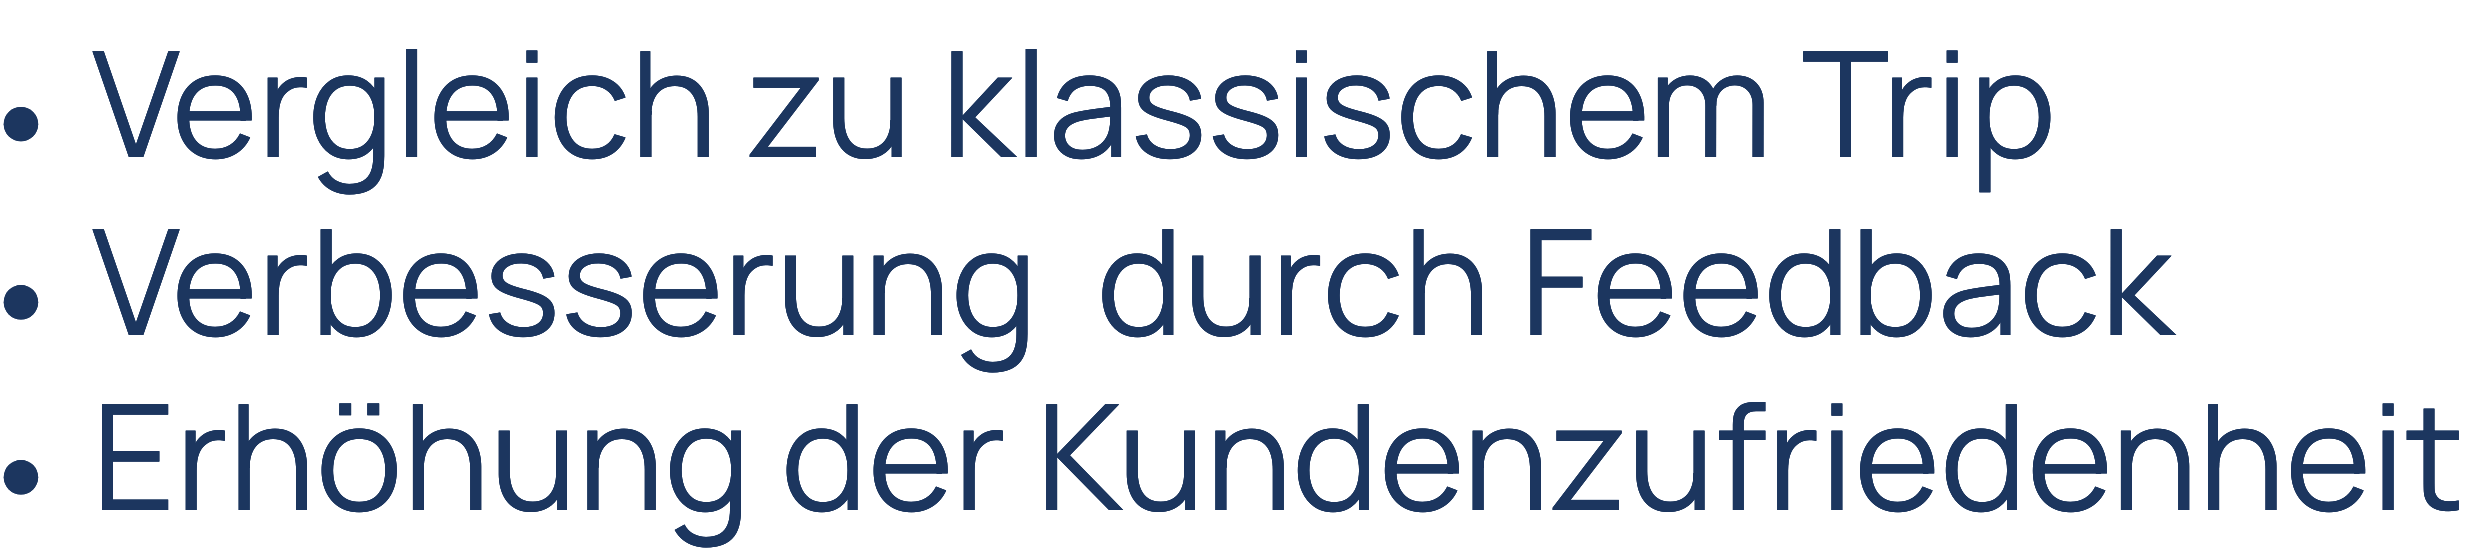 • Vergleich zu klassischem Trip
• Verbesserung  durch Feedback
• Erhöhung der Kundenzufriedenheit